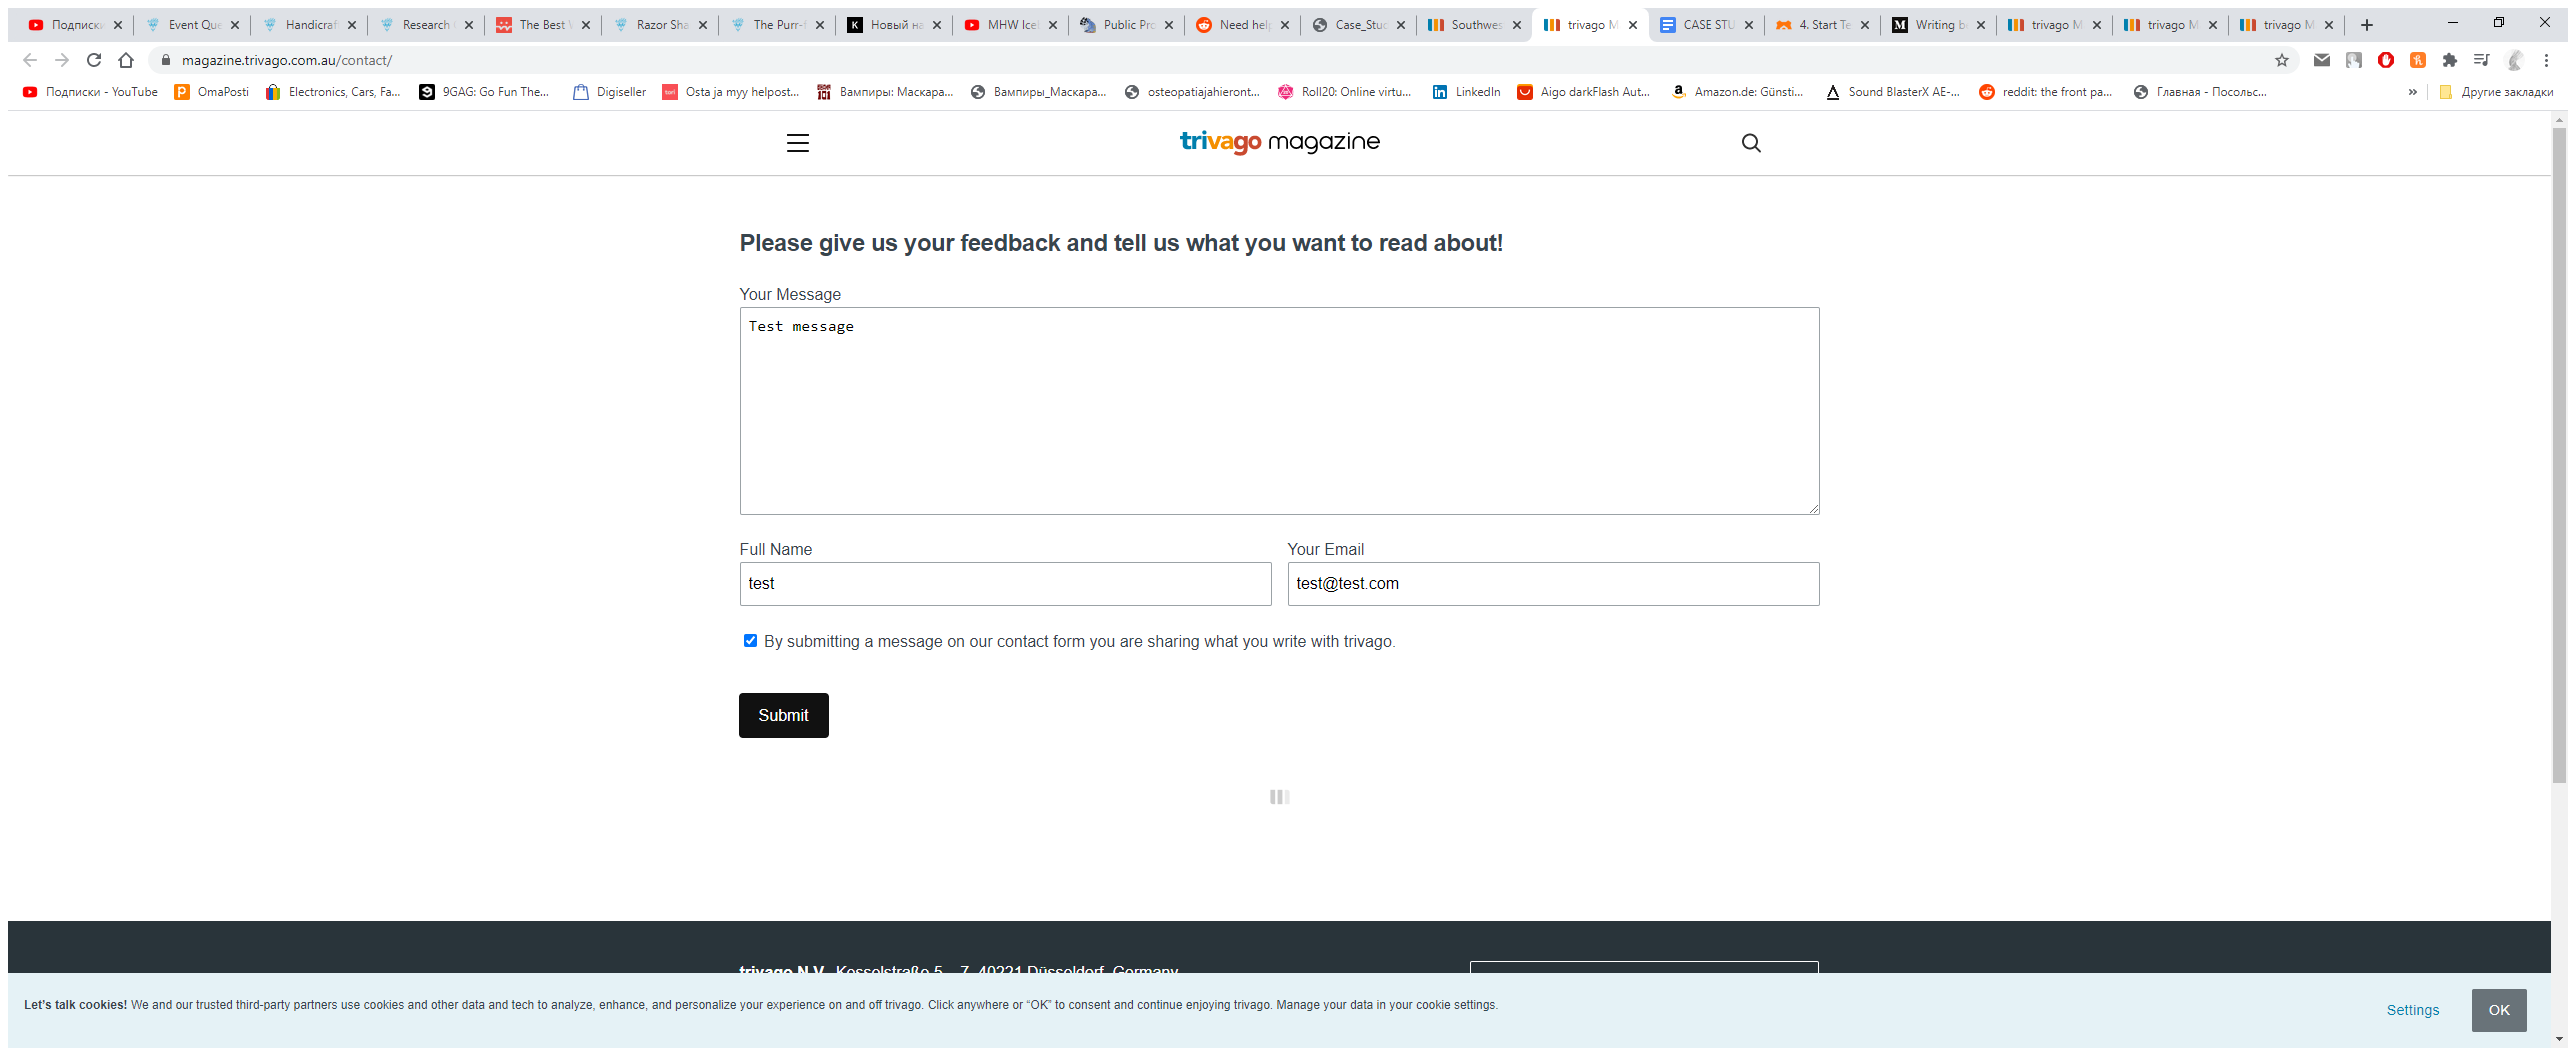 Подписки Event Que Handicraf Research The Best V Razor Sha The Purr-f Новый на MHW Icel Public Pro Need help Case_Stud Southwes trivago M CASE STU 4. Start Te Writing b trivago M trivago M trivago M
magazine.trivago.com.au/contact/
Подписки - YouTube OmaPosti Electronics, Cars, Fa... 9GAG: Go Fun The... Digiseller Osta ja myy helpost... Вампиры: Маскара... Вампиры_Маскара... osteopatiajahieront... Roll20: Online virtu... LinkedIn Aigo darkFlash Aut... Amazon.de: Günsti... Sound BlasterX AE-... reddit: the front pa... Главная - Посольс... » Другие закладки
trivago magazine
Please give us your feedback and tell us what you want to read about!
Your Message
Test message
Full Name Your Email
test test@test.com
By submitting a message on our contact form you are sharing what you write with trivago.
Submit
trivago N.V., Kesselstraße 5 – 7, 40221 Düsseldorf, Germany
Let's talk cookies! We and our trusted third-party partners use cookies and other data and tech to analyze, enhance, and personalize your experience on and off trivago. Click anywhere or “OK” to consent and continue enjoying trivago. Manage your data in your cookie settings.
Settings OK